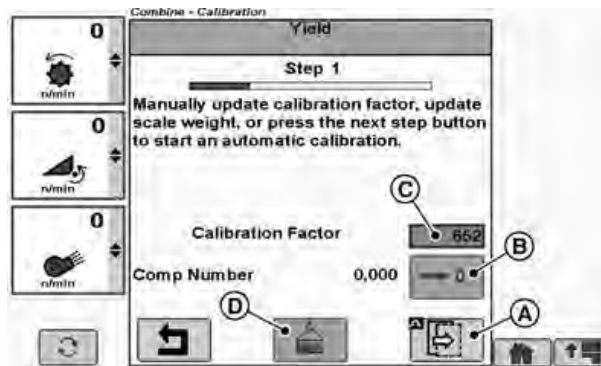 Combine - Calibration
Yield
Step 1
Manually update calibration factor, update
scale weight, or press the next step button
to start an automatic calibration.
0
n/min
0
n/min
0
n/min
Calibration Factor
652
Comp Number
0,000
0
A
B
C
D